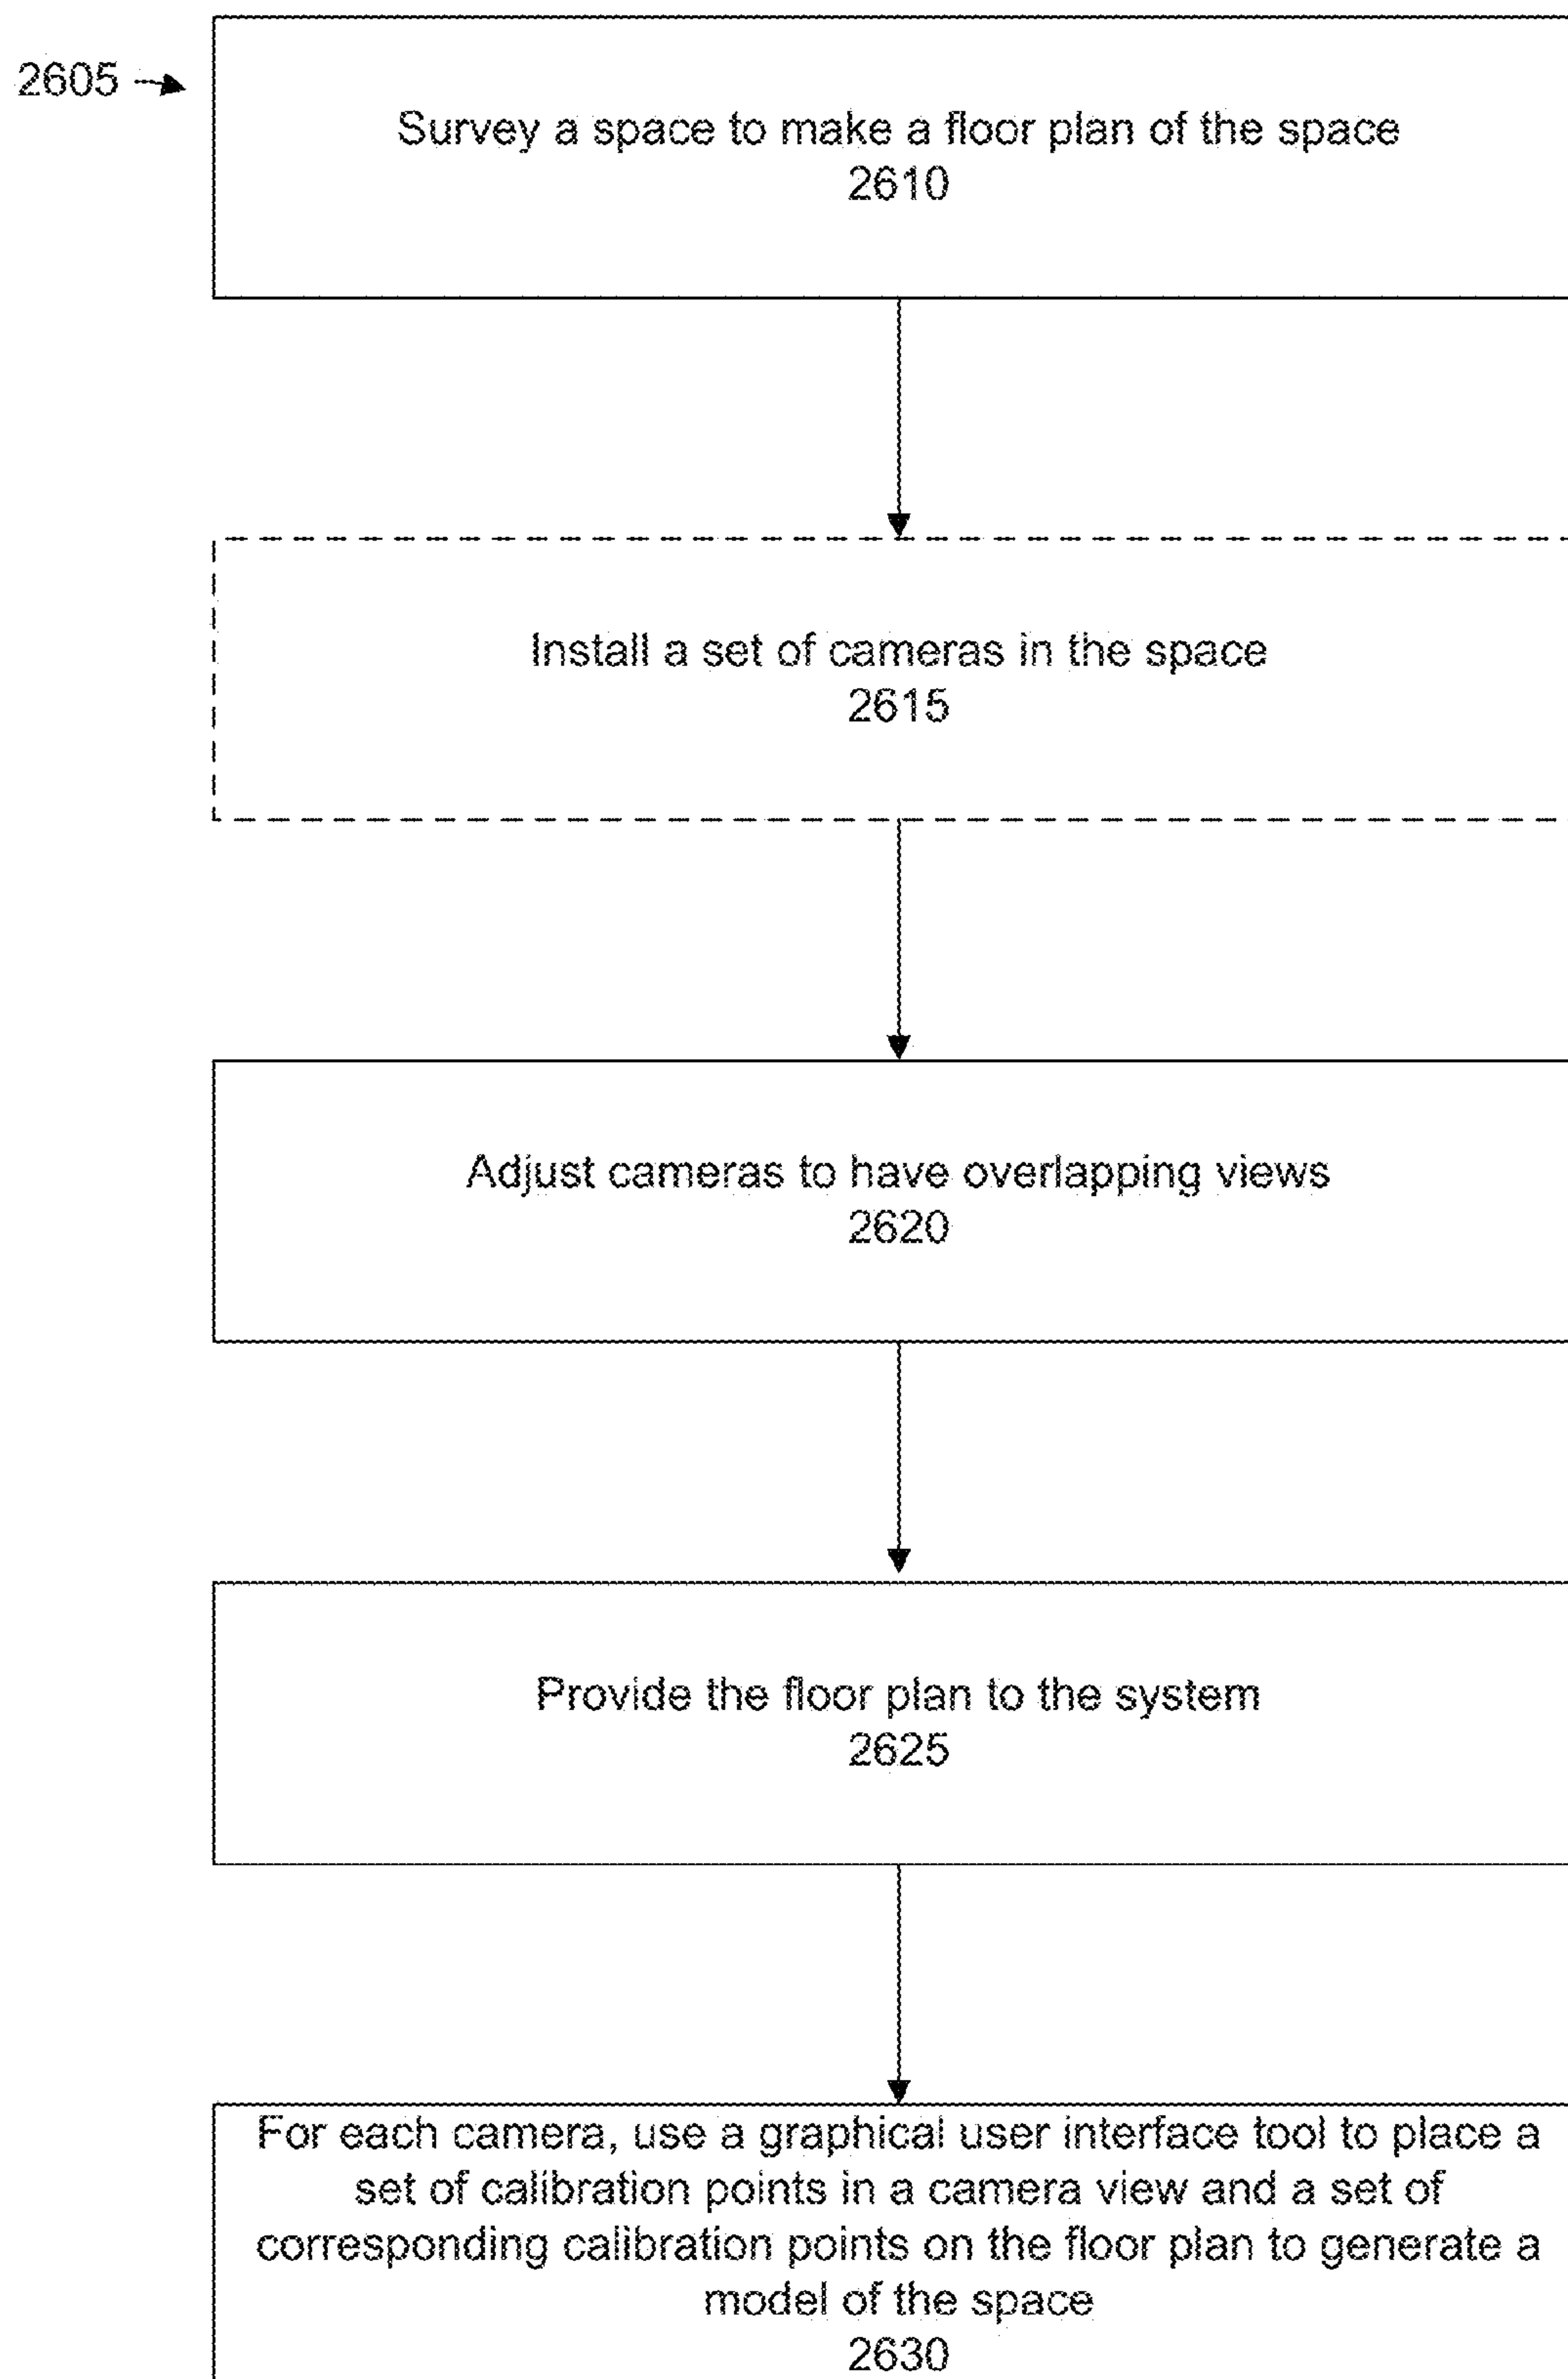 2605
Survey a space to make a floor plan of the space
2610
Install a set of cameras in the space
2615
Adjust cameras to have overlapping views
2620
Provide the floor plan to the system
2625
For each camera, use a graphical user interface tool to place a
set of calibration points in a camera view and a set of
corresponding calibration points on the floor plan to generate a
model of the space
2630